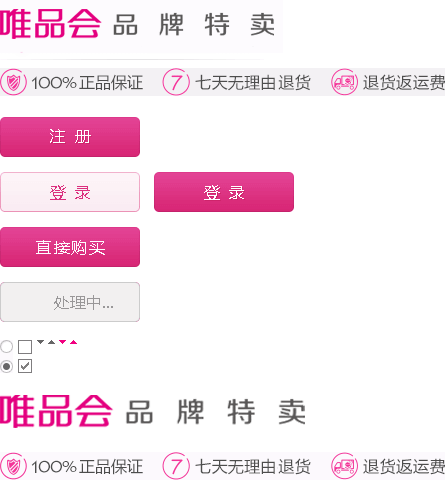 唯品会 品牌特卖
100%正品保证 7 七天无理由退货 退货返运费
注 册
登 录 登 录
直接购买
处理中...
唯品会 品牌特卖
100%正品保证 7 七天无理由退货 退货返运费